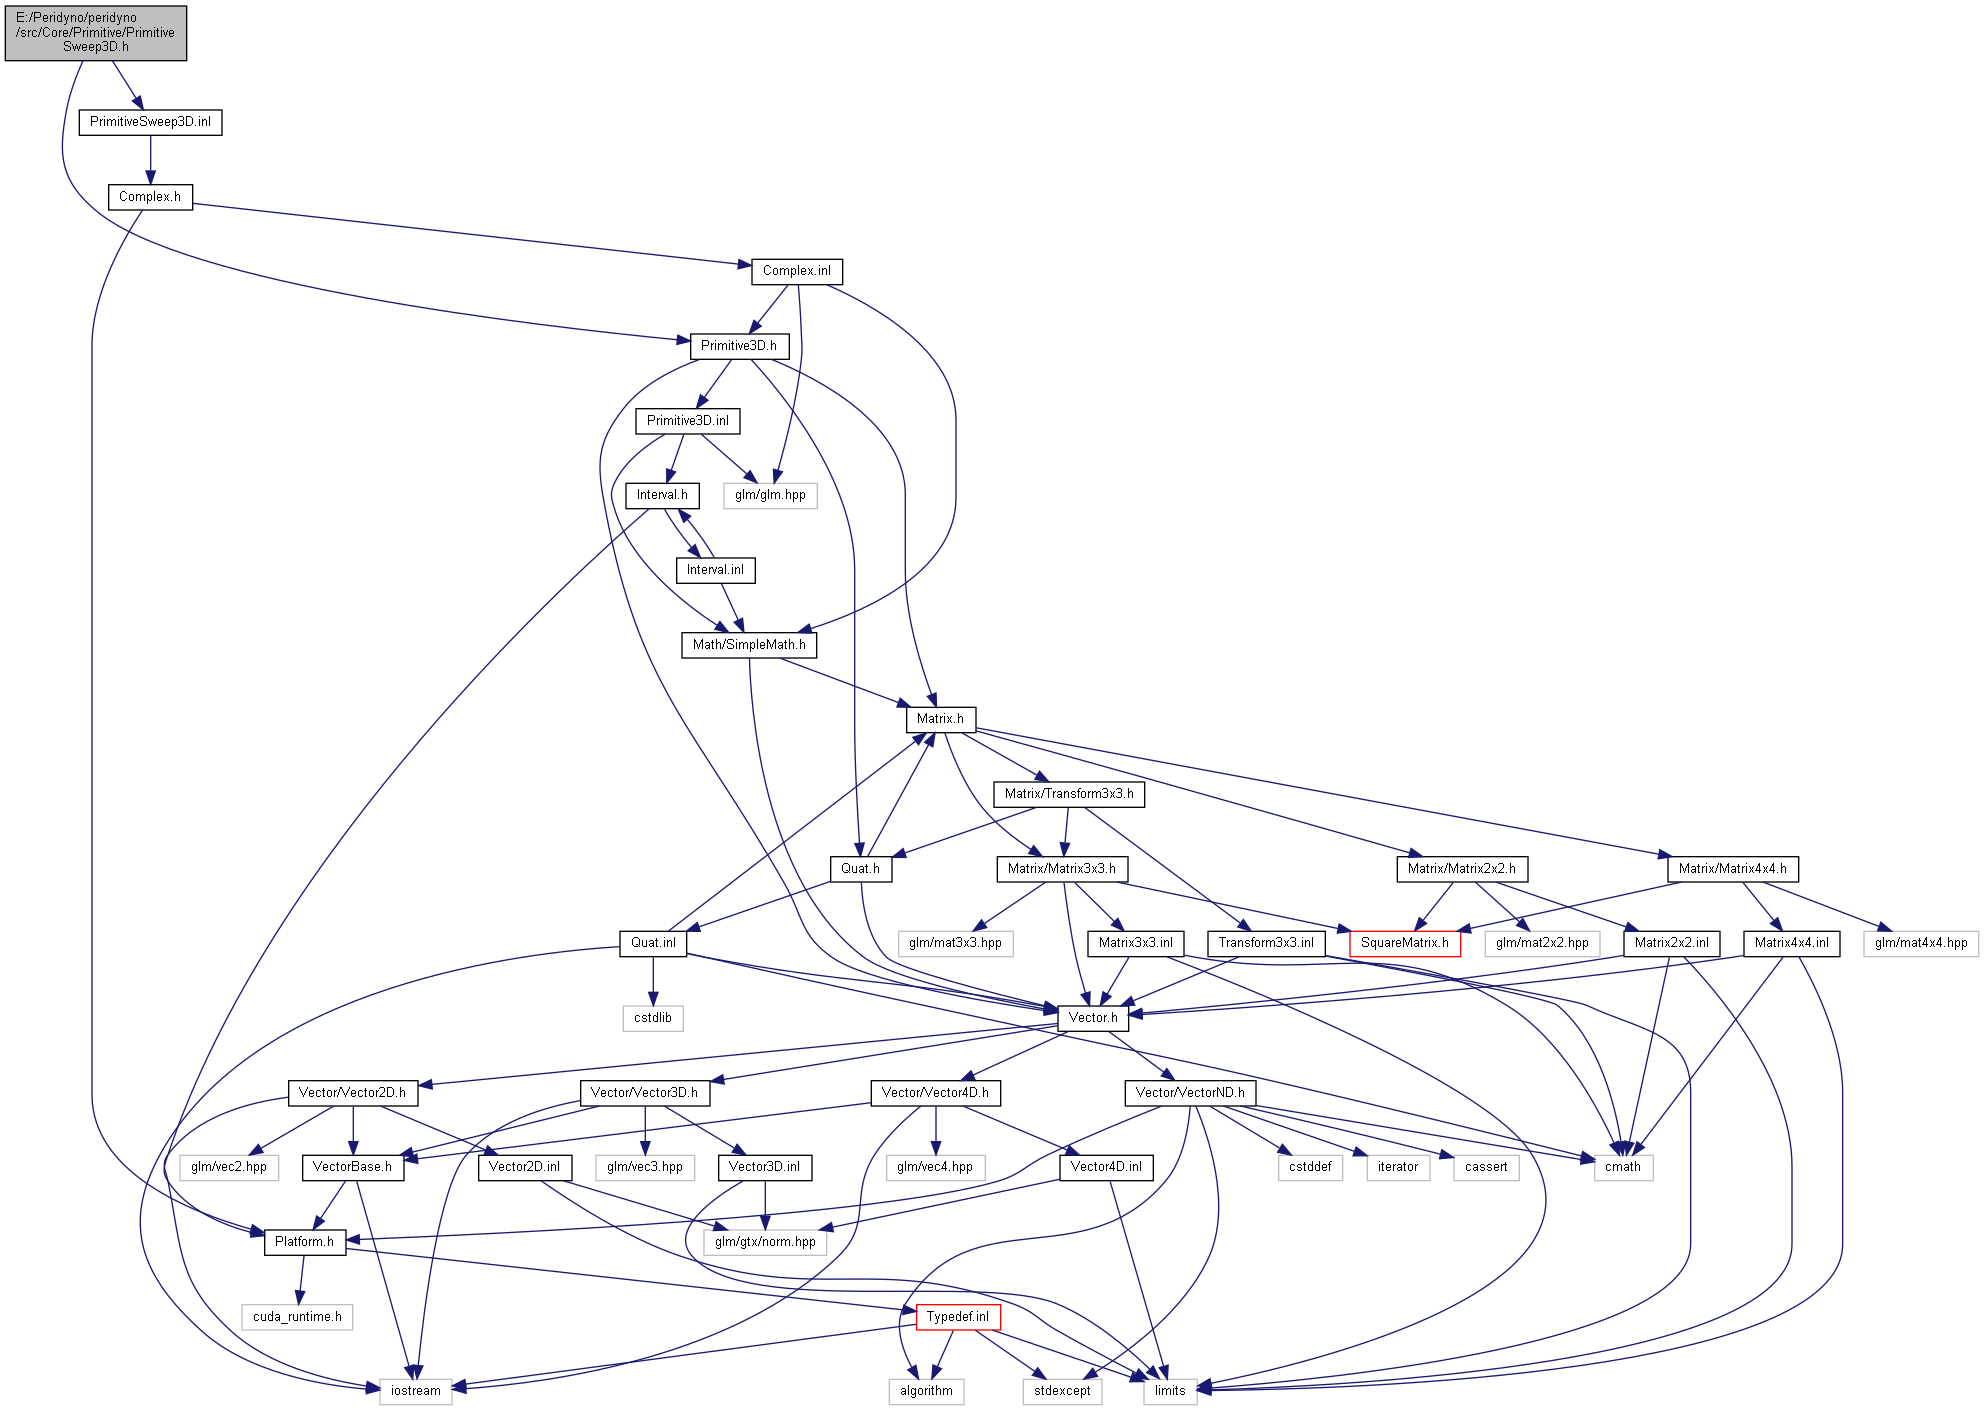 E:/Peridyno/peridyno
/src/Core/Primitive/Primitive
Sweep3D.h
PrimitiveSweep3D.inl
Complex.h
Complex.inl
Primitive3D.h
Primitive3D.inl
Interval.h
glm/glm.hpp
Interval.inl
Math/SimpleMath.h
Matrix.h
Matrix/Transform3x3.h
Quat.h
Matrix/Matrix3x3.h
Matrix/Matrix2x2.h
Matrix/Matrix4x4.h
Quat.inl
glm/mat3x3.hpp
Matrix3x3.inl
Transform3x3.inl
SquareMatrix.h
glm/mat2x2.hpp
Matrix2x2.inl
Matrix4x4.inl
glm/mat4x4.hpp
cstdlib
Vector.h
Vector/Vector2D.h
Vector/Vector3D.h
Vector/Vector4D.h
Vector/VectorND.h
glm/vec2.hpp
VectorBase.h
Vector2D.inl
glm/vec3.hpp
Vector3D.inl
glm/vec4.hpp
Vector4D.inl
cstddef
iterator
cassert
cmath
Platform.h
glm/gtx/norm.hpp
cuda_runtime.h
Typedef.inl
iostream
algorithm
stdexcept
limits